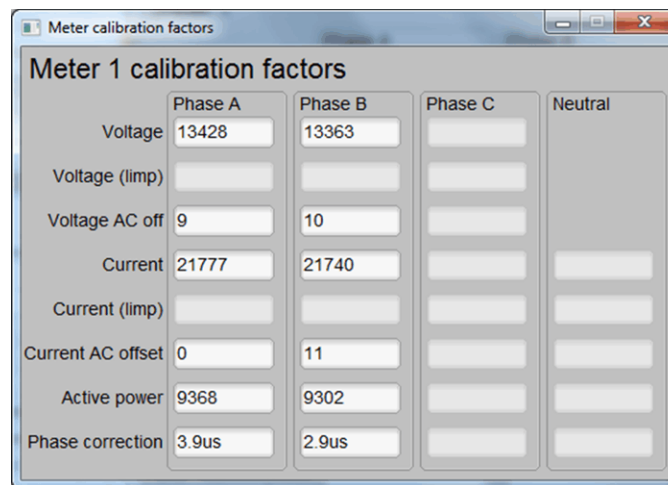 Meter calibration factors
Meter 1 calibration factors
Phase A Phase B Phase C Neutral
Voltage 13428 13363
Voltage (limp)
Voltage AC off 9 10
Current 21777 21740
Current (limp)
Current AC offset 0 11
Active power 9368 9302
Phase correction 3.9us 2.9us